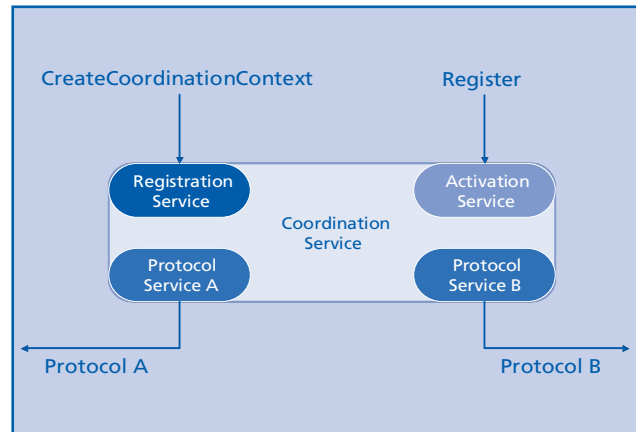 CreateCoordinationContext
Register
Registration
Service
Activation
Service
Coordination
Service
Protocol
Service A
Protocol
Service B
Protocol A
Protocol B